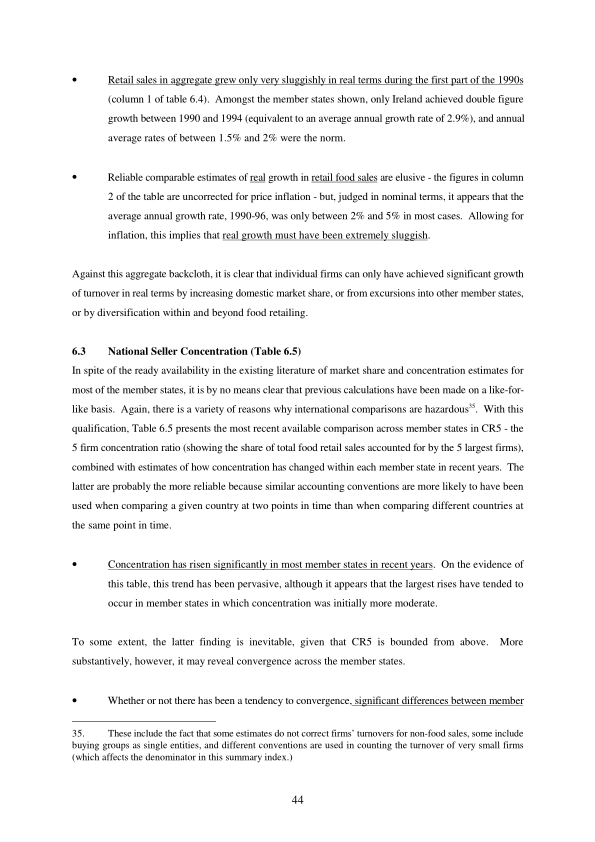 • Retail sales in aggregate grew only very sluggishly in real terms during the first part of the 1990s
(column 1 of table 6.4). Amongst the member states shown, only Ireland achieved double figure
growth between 1990 and 1994 (equivalent to an average annual growth rate of 2.9%), and annual
average rates of between 1.5% and 2% were the norm.
• Reliable comparable estimates of real growth in retail food sales are elusive - the figures in column
2 of the table are uncorrected for price inflation - but, judged in nominal terms, it appears that the
average annual growth rate, 1990-96, was only between 2% and 5% in most cases. Allowing for
inflation, this implies that real growth must have been extremely sluggish.
Against this aggregate backcloth, it is clear that individual firms can only have achieved significant growth
of turnover in real terms by increasing domestic market share, or from excursions into other member states,
or by diversification within and beyond food retailing.
6.3 National Seller Concentration (Table 6.5)
In spite of the ready availability in the existing literature of market share and concentration estimates for
most of the member states, it is by no means clear that previous calculations have been made on a like-for-
like basis. Again, there is a variety of reasons why international comparisons are hazardous35. With this
qualification, Table 6.5 presents the most recent available comparison across member states in CR5 - the
5 firm concentration ratio (showing the share of total food retail sales accounted for by the 5 largest firms),
combined with estimates of how concentration has changed within each member state in recent years. The
latter are probably the more reliable because similar accounting conventions are more likely to have been
used when comparing a given country at two points in time than when comparing different countries at
the same point in time.
• Concentration has risen significantly in most member states in recent years. On the evidence of
this table, this trend has been pervasive, although it appears that the largest rises have tended to
occur in member states in which concentration was initially more moderate.
To some extent, the latter finding is inevitable, given that CR5 is bounded from above. More
substantively, however, it may reveal convergence across the member states.
• Whether or not there has been a tendency to convergence, significant differences between member
35. These include the fact that some estimates do not correct firms' turnovers for non-food sales, some include
buying groups as single entities, and different conventions are used in counting the turnover of very small firms
(which affects the denominator in this summary index.)
44